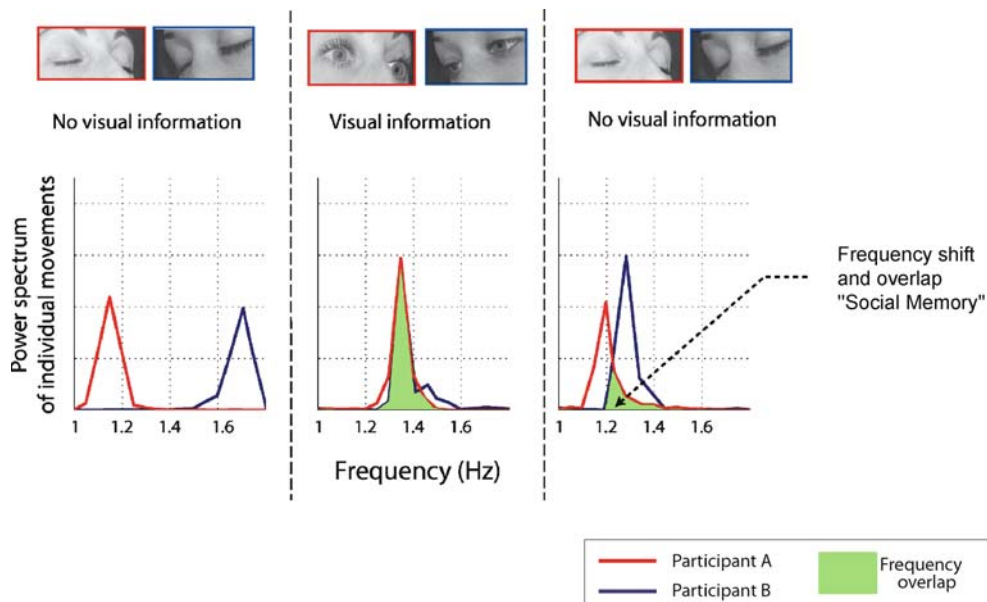 No visual information
Visual information
No visual information
Power spectrum
of individual movements
1 1.2 1.4 1.6
1 1.2 1.4 1.6
1 1.2 1.4 1.6
Frequency (Hz)
Frequency shift
and overlap
"Social Memory"
Participant A
Participant B
Frequency
overlap